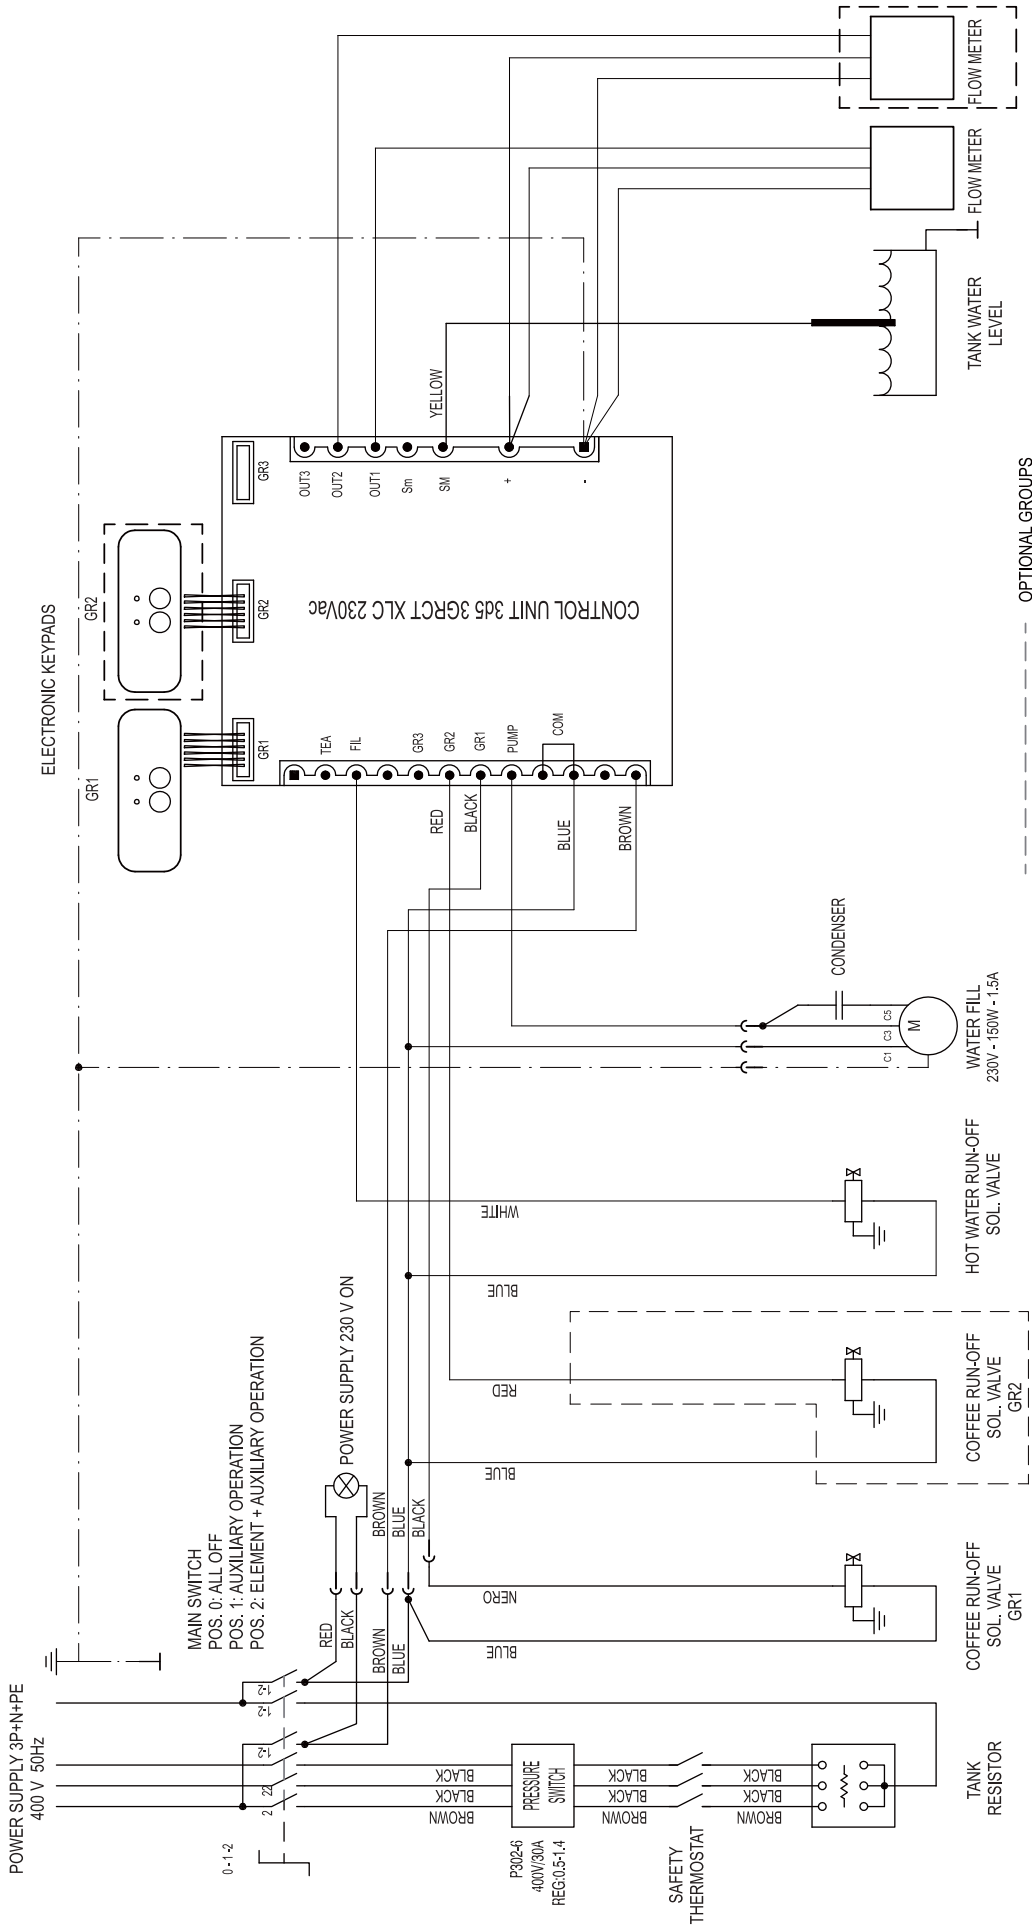 POWER SUPPLY 3P+N+PE
400 V 50Hz
0-1-2
2
22
1-2
1-2
1-2
MAIN SWITCH
POS. 0: ALL OFF
POS. 1: AUXILIARY OPERATION
POS. 2: ELEMENT + AUXILIARY OPERATION
ELECTRONIC KEYPADS
GR1
GR2
GR1
GR2
GR3
TEA
FIL
GR3
GR2
GR1
PUMP
COM
CONTROL UNIT 3d5 3GRCT XLC 230Vac
OUT3
OUT2
OUT1
Sm
SM
+
-
YELLOW
RED
BLACK
BLUE
BROWN
POWER SUPPLY 230 V ON
RED
BLACK
BROWN
BLUE
BROWN
BLUE
BLACK
BROWN
BLACK
BLACK
P302-6
400V/30A
REG:0.5-1.4
PRESSURE
SWITCH
BROWN
BLACK
BLACK
SAFETY
THERMOSTAT
BROWN
BLACK
BLACK
TANK
RESISTOR
BLUE
NERO
COFFEE RUN-OFF
SOL. VALVE
GR1
BLUE
RED
COFFEE RUN-OFF
SOL. VALVE
GR2
BLUE
WHITE
HOT WATER RUN-OFF
SOL. VALVE
CONDENSER
C1
C3
C5
M
WATER FILL
230V - 150W - 1.5A
TANK WATER
LEVEL
FLOW METER
FLOW METER
OPTIONAL GROUPS